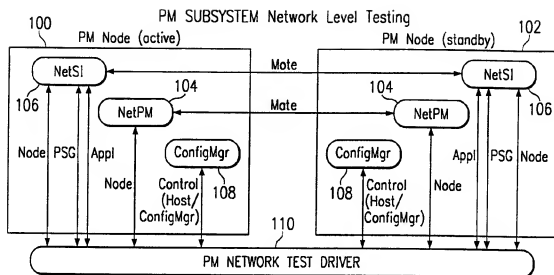 PM SUBSYSTEM Network Level Testing
100
PM Node (active)
PM Node (standby)
102
NetSI
Mate
NetSI
106
104
104
106
NetPM
Mate
NetPM
ConfigMgr
ConfigMgr
Node
PSG
Appl
Node
108
Control
(Host/
ConfigMgr)
108
Control
(Host/
ConfigMgr)
Node
Appl
PSG
Node
110
PM NETWORK TEST DRIVER